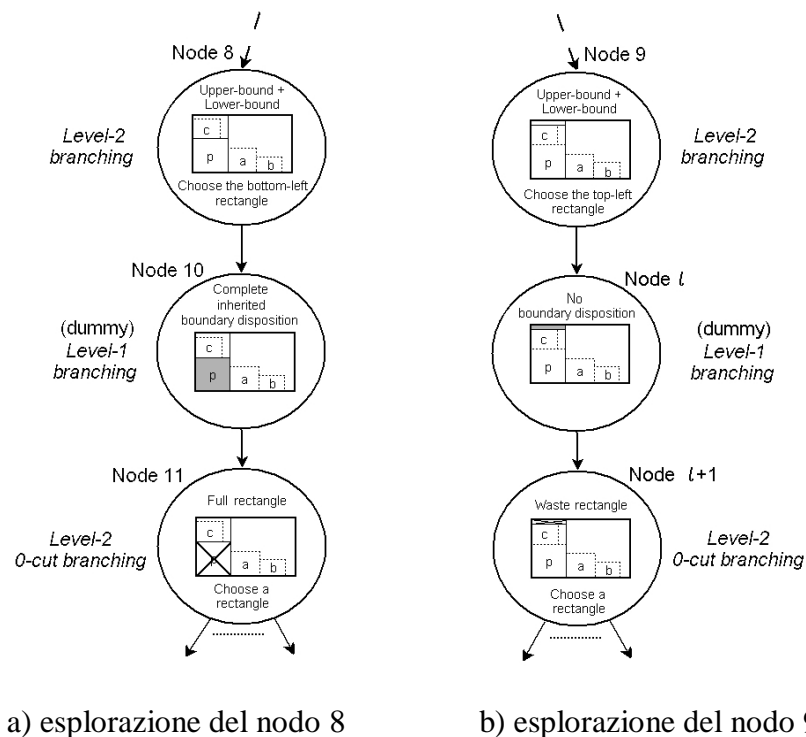 Node 8
Upper-bound +
Lower-bound
c
p
a
b
Choose the bottom-left
rectangle
Level-2
branching
Node 10
Complete
inherited
boundary disposition
c
p
a
b
(dummy)
Level-1
branching
Node 11
Full rectangle
c
a
b
Choose a
rectangle
Level-2
0-cut branching
a) esplorazione del nodo 8
Node 9
Upper-bound +
Lower-bound
c
p
a
b
Choose the top-left
rectangle
Level-2
branching
Node l
No
boundary disposition
c
p
a
b
(dummy)
Level-1
branching
Node l+1
Waste rectangle
c
p
a
b
Choose a
rectangle
Level-2
0-cut branching
b) esplorazione del nodo 9